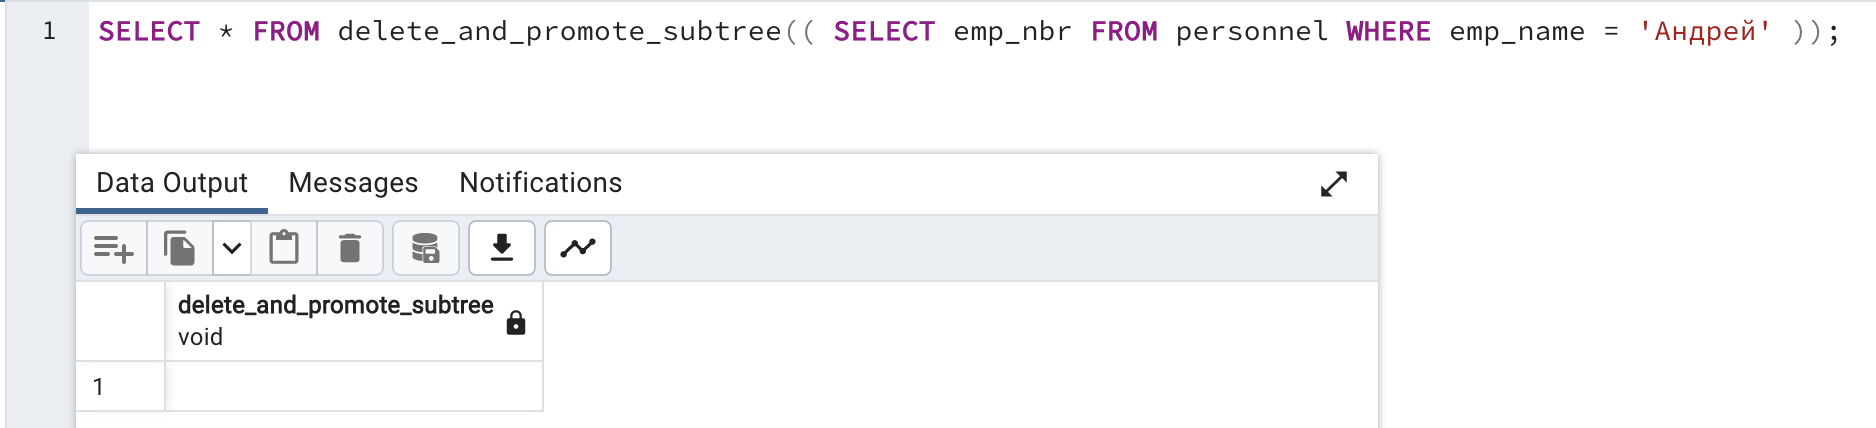 1 SELECT * FROM delete_and_promote_subtree(( SELECT emp_nbr FROM personnel WHERE emp_name = 'Андрей' ));
Data Output Messages Notifications
delete_and_promote_subtree
void
1